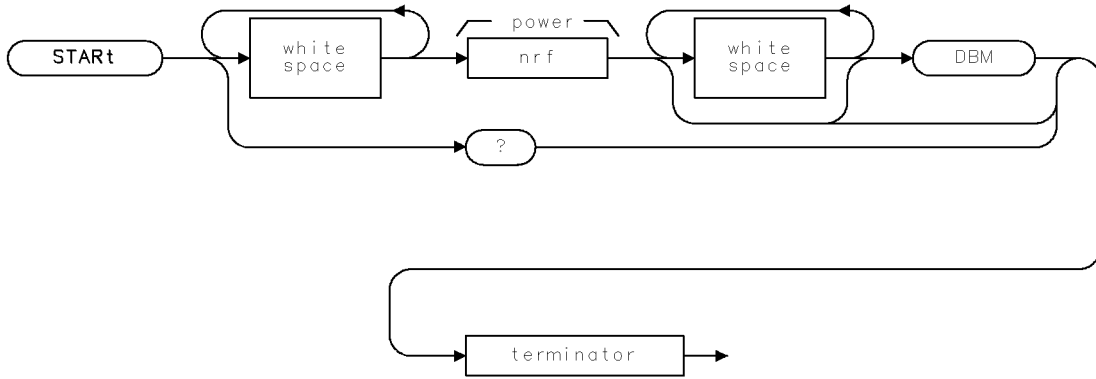 power
STARt
white
space
nrf
white
space
DBM
?
terminator